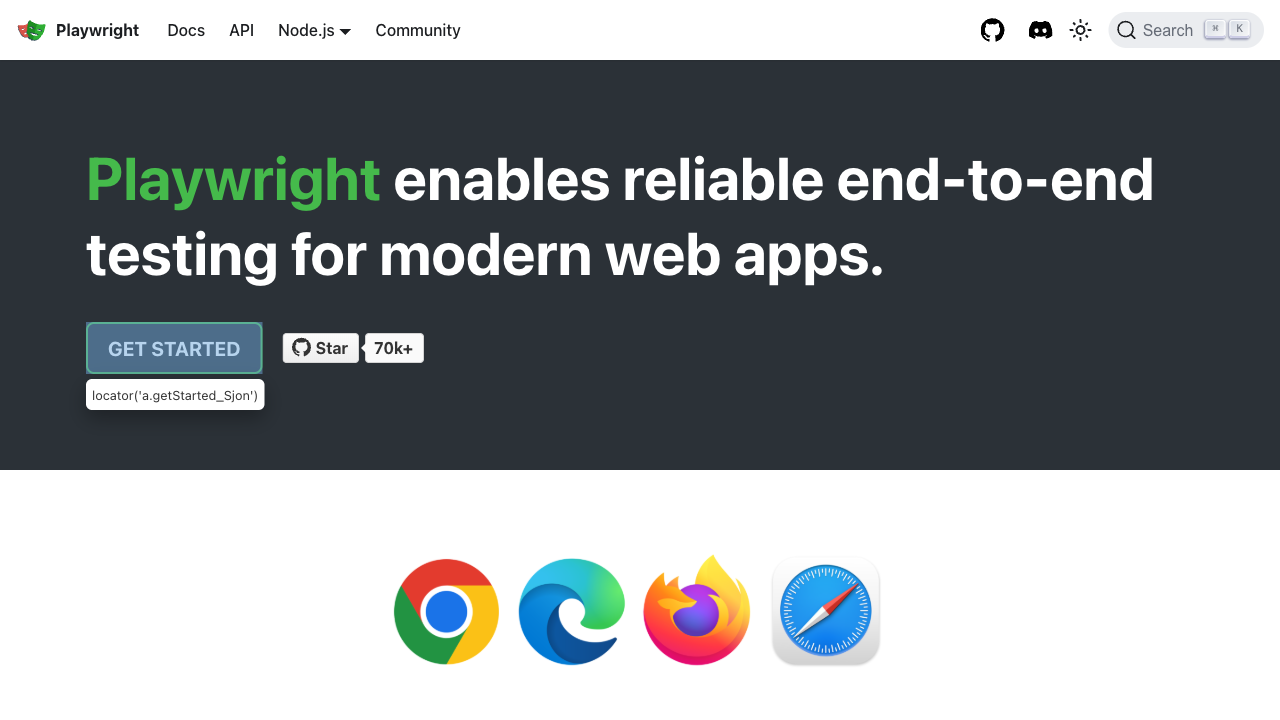 Playwright Docs API Node.js Community Search ⌘ K
Playwright enables reliable end-to-end
testing for modern web apps.
GET STARTED Star 70k+
locator('a.getStarted_Sjon')